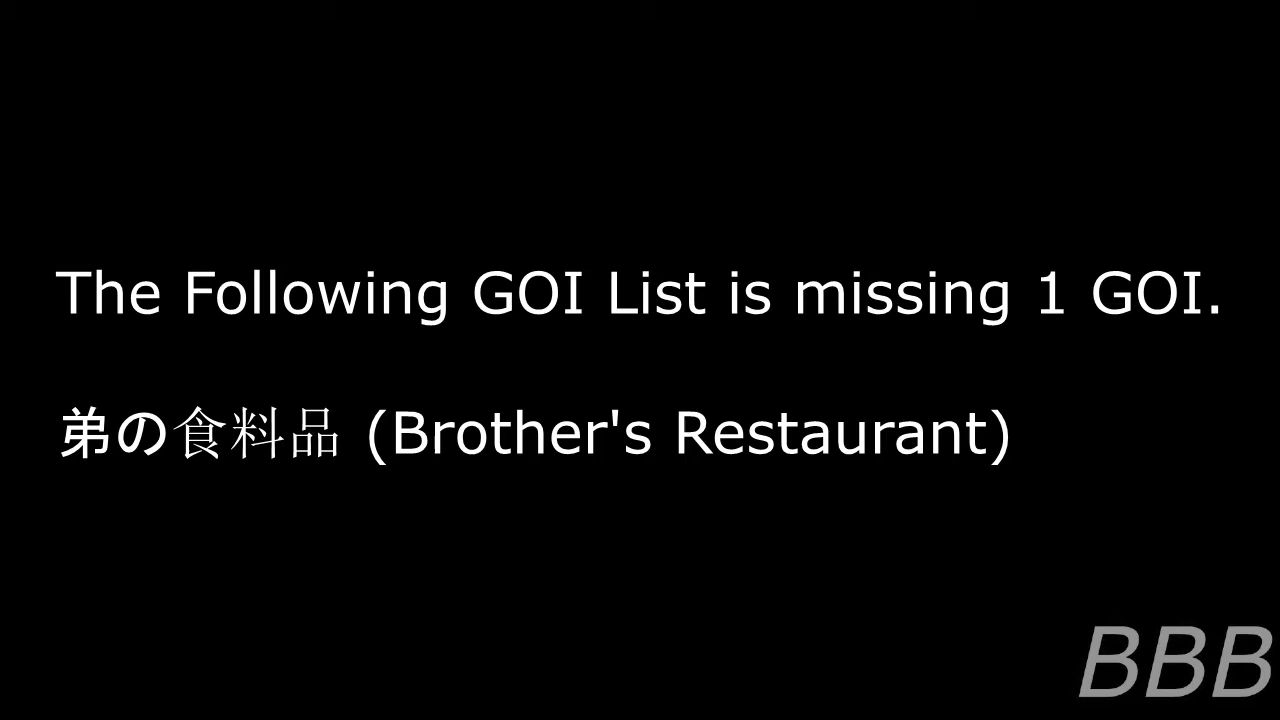 The Following GOI List is missing 1 GOI.
弟の食料品 (Brother's Restaurant)
BBB